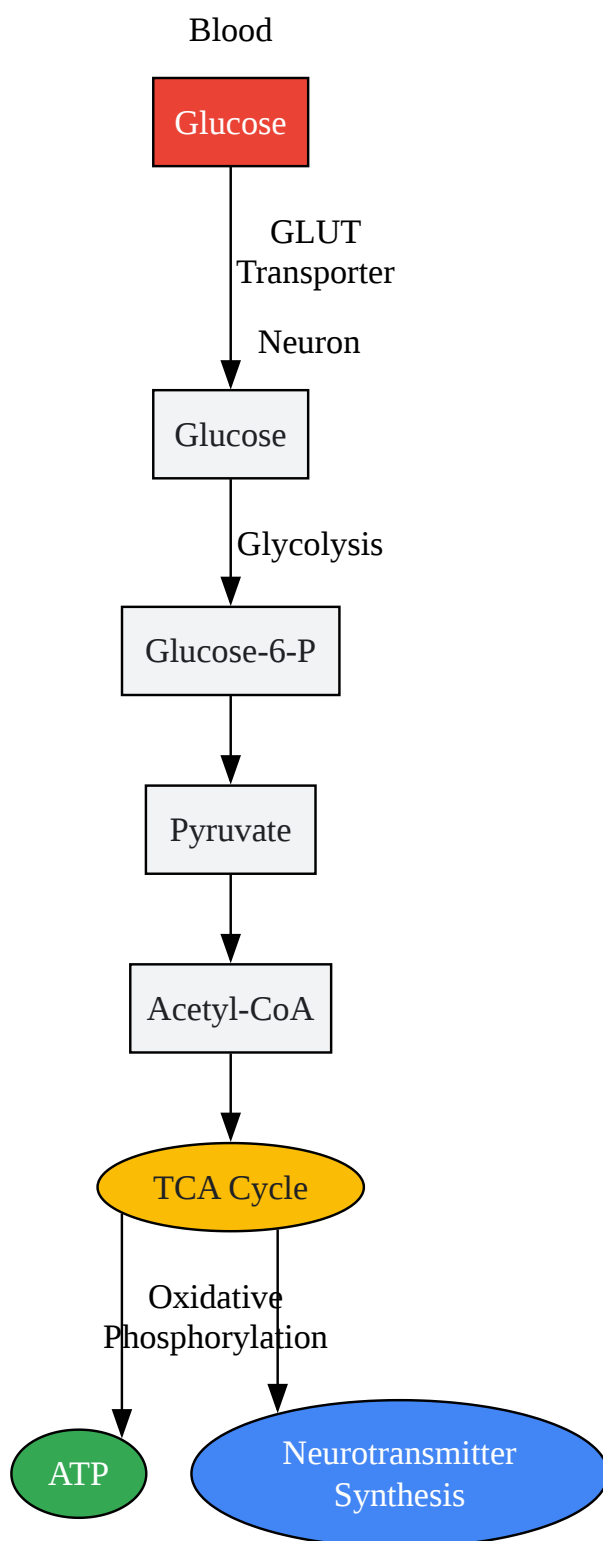 Blood
Glucose
GLUT
Transporter
Neuron
Glucose
Glycolysis
Glucose-6-P
Pyruvate
Acetyl-CoA
TCA Cycle
Oxidative
Phosphorylation
ATP
Neurotransmitter
Synthesis